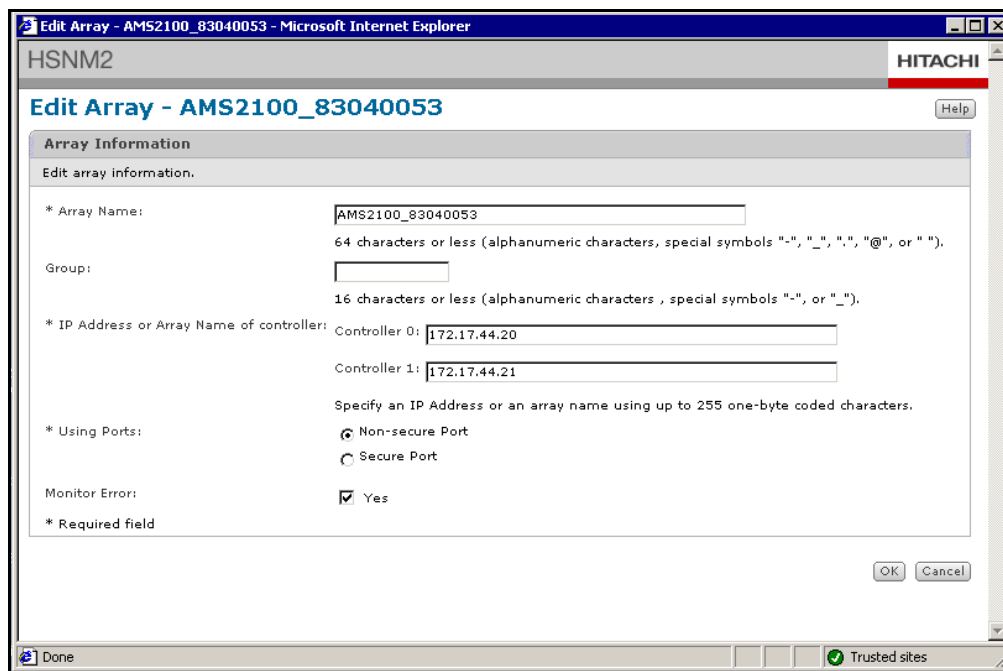 Edit Array - AMS2100_83040053 - Microsoft Internet Explorer
HSNM2
HITACHI
Edit Array - AMS2100_83040053
Help
Array Information
Edit array information.
* Array Name:
AMS2100_83040053
64 characters or less (alphanumeric characters, special symbols "-", "_", ".", "@", or " ").
Group:
16 characters or less (alphanumeric characters , special symbols "-", or "_").
* IP Address or Array Name of controller:
Controller 0: 172.17.44.20
Controller 1: 172.17.44.21
Specify an IP Address or an array name using up to 255 one-byte coded characters.
* Using Ports:
Non-secure Port
Secure Port
Monitor Error:
Yes
* Required field
OK
Cancel
Done
Trusted sites